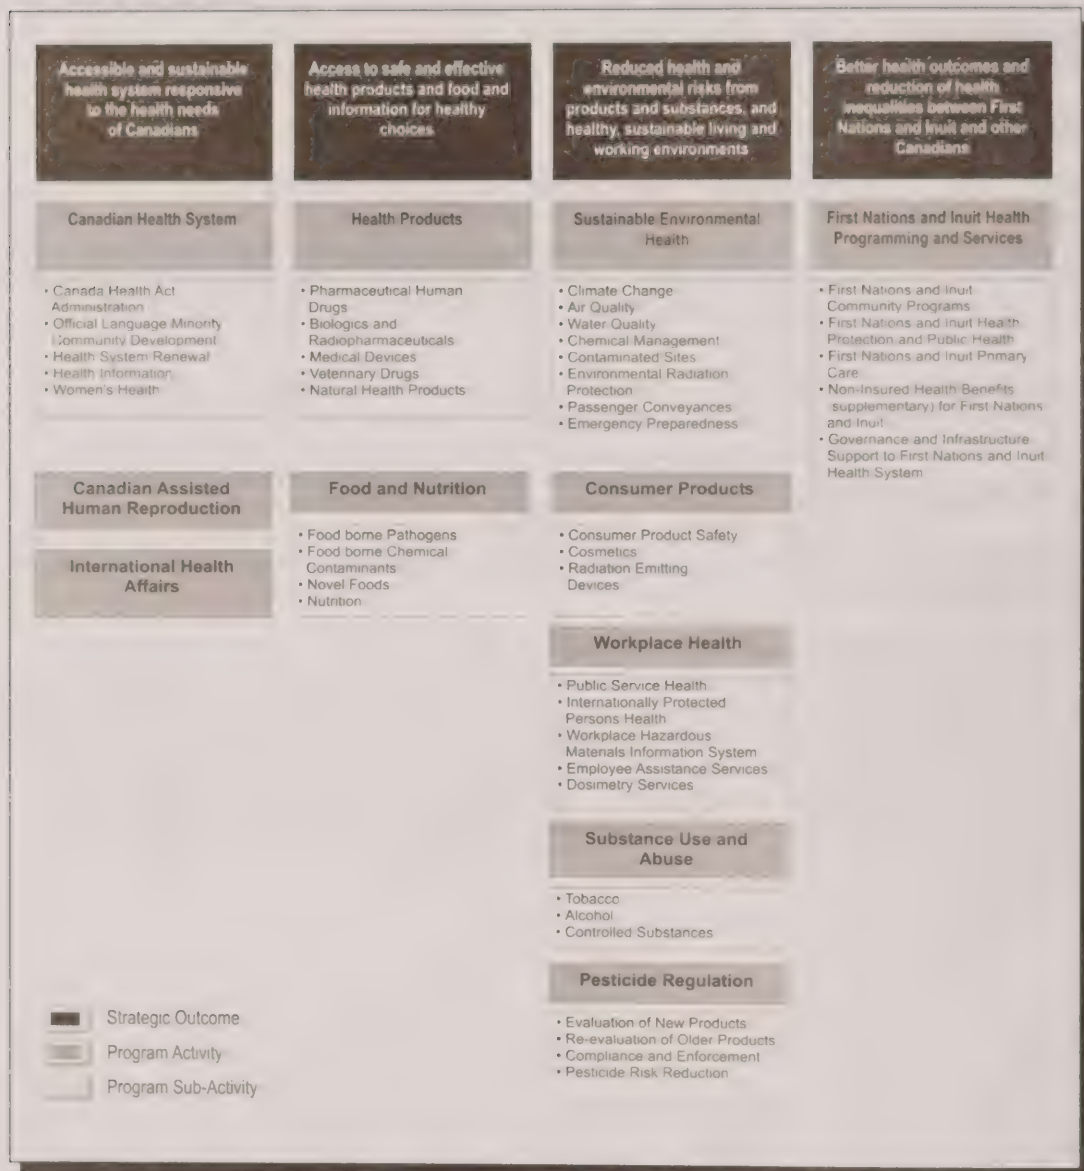 Accessible and sustainable
health system responsive
to the health needs
of Canadians
Canadian Health System
• Canada Health Act
Administration
• Official Language Minority
Community Development
• Health System Renewal
• Health Information
• Women's Health
Canadian Assisted
Human Reproduction
International Health
Affairs
Access to safe and effective
health products and food and
information for healthy
choices
Health Products
• Pharmaceutical Human
Drugs
• Biologics and
Radiopharmaceuticals
• Medical Devices
• Veterinary Drugs
• Natural Health Products
Food and Nutrition
• Food borne Pathogens
• Food borne Chemical
Contaminants
• Novel Foods
• Nutrition
Reduced health and
environmental risks from
products and substances, and
healthy, sustainable living and
working environments
Sustainable Environmental
Health
• Climate Change
• Air Quality
• Water Quality
• Chemical Management
• Contaminated Sites
• Environmental Radiation
Protection
• Passenger Conveyances
• Emergency Preparedness
Consumer Products
• Consumer Product Safety
• Cosmetics
• Radiation Emitting
Devices
Workplace Health
• Public Service Health
• Internationally Protected
Persons Health
• Workplace Hazardous
Materials Information System
• Employee Assistance Services
• Dosimetry Services
Substance Use and
Abuse
• Tobacco
• Alcohol
• Controlled Substances
Pesticide Regulation
• Evaluation of New Products
• Re-evaluation of Older Products
• Compliance and Enforcement
• Pesticide Risk Reduction
Better health outcomes and
reduction of health
inequalities between First
Nations and Inuit and other
Canadians
First Nations and Inuit Health
Programming and Services
• First Nations and Inuit
Community Programs
• First Nations and Inuit Health
Protection and Public Health
• First Nations and Inuit Primary
Care
• Non-Insured Health Benefits
supplementary) for First Nations
and Inuit
• Governance and Infrastructure
Support to First Nations and Inuit
Health System
Strategic Outcome
Program Activity
Program Sub-Activity